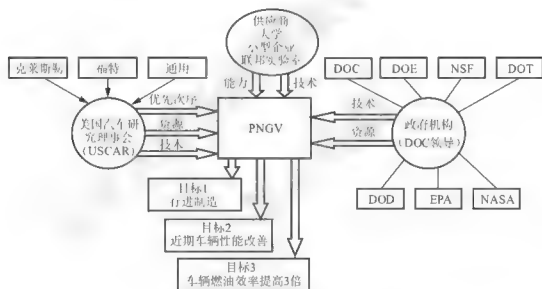 供应商
大学
小型企业
联邦实验室
克莱斯勒
福特
通用
DOC
DOE
NSF
DOT
能力
技术
优先次序
资源
技术
美国汽车研
究理事会
(USCAR)
PNGV
技术
资源
政府机构
(DOC领导)
DOD
EPA
NASA
目标1
行进制造
目标2
近期车辆性能改善
目标3
车辆燃油效率提高3倍